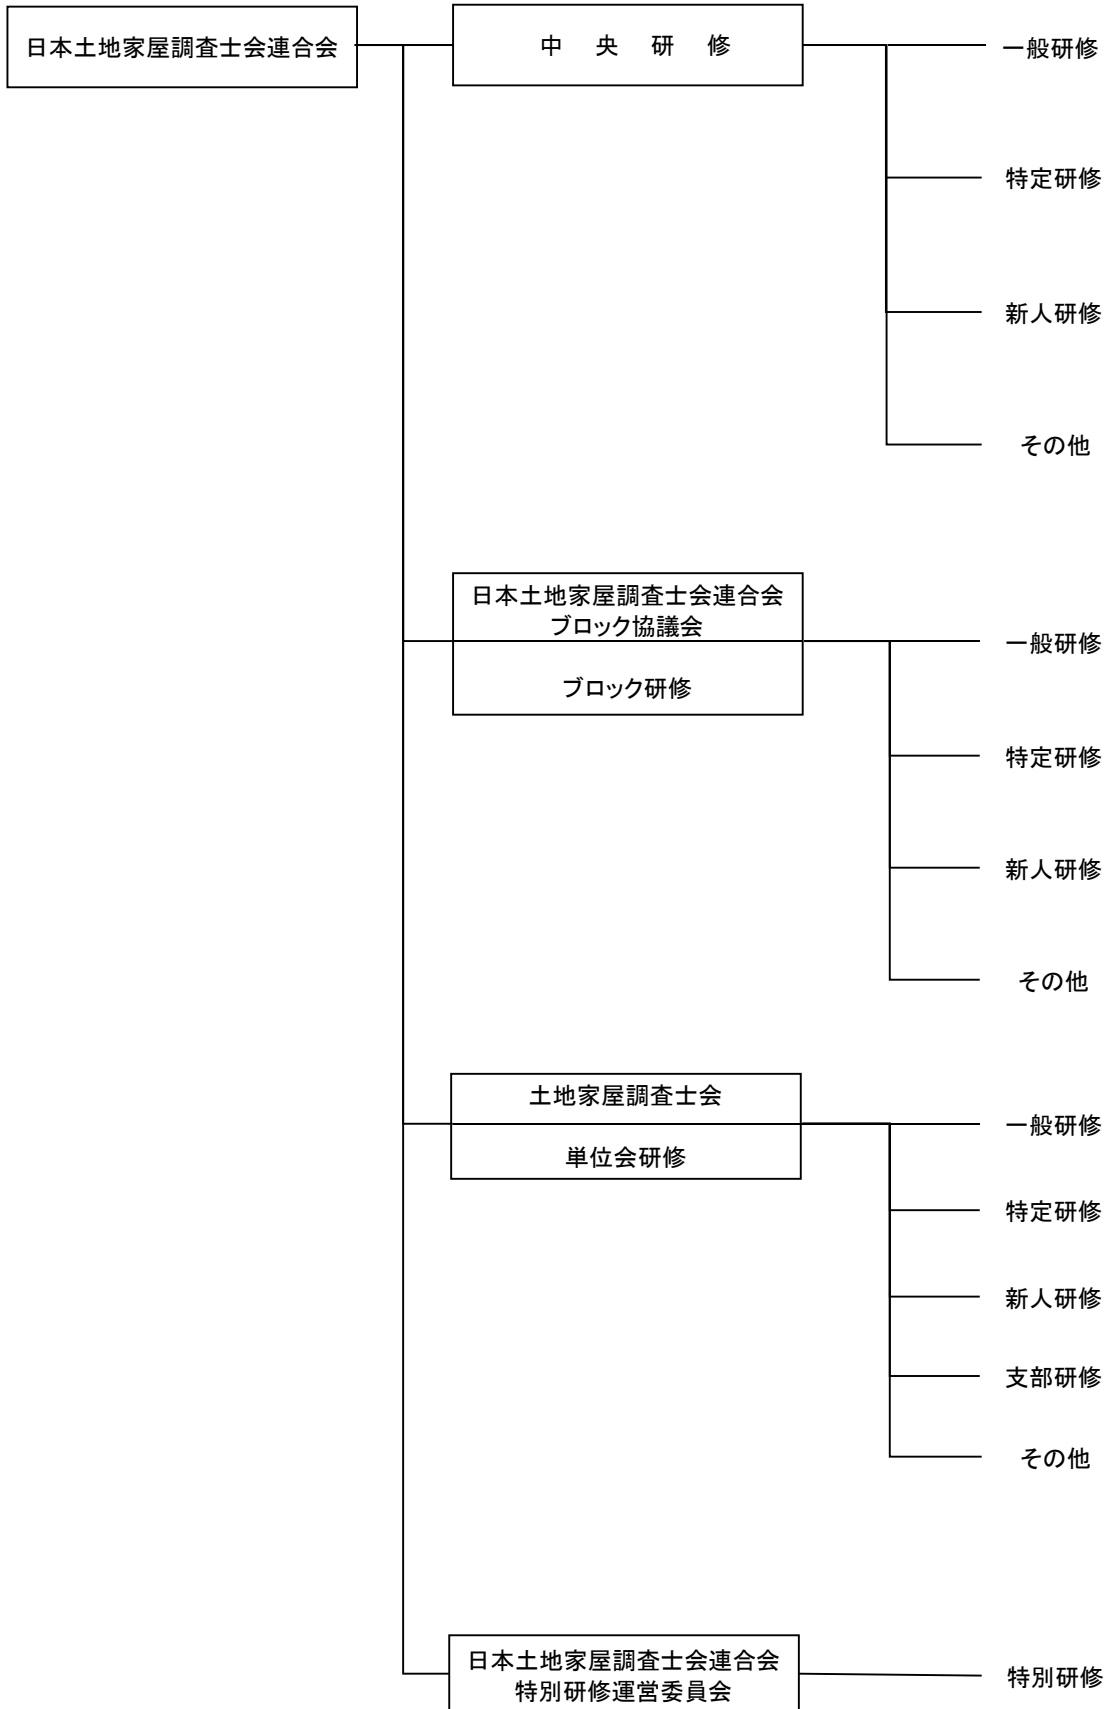 日本土地家屋調査士会連合会
中央研修
一般研修
特定研修
新人研修
その他
日本土地家屋調査士会連合会
ブロック協議会
ブロック研修
一般研修
特定研修
新人研修
その他
土地家屋調査士会
単位会研修
一般研修
特定研修
新人研修
支部研修
その他
日本土地家屋調査士会連合会
特別研修運営委員会
特別研修